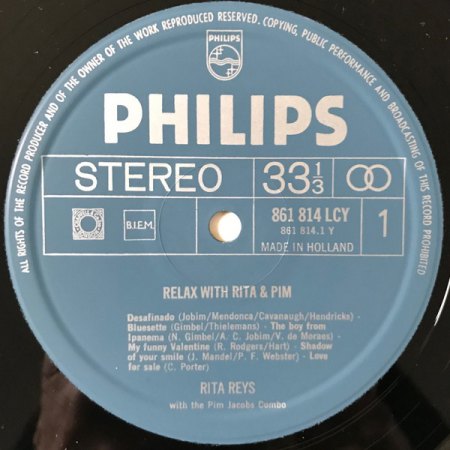 ALL RIGHTS OF THE RECORD PRODUCER AND OF THE OWNER OF THE WORK REPRODUCED RESERVED. COPYING, PUBLIC PERFORMANCE AND BROADCASTING OF THIS RECORD PROHIBITED
PHILIPS
PHILIPS
STEREO 33 1/3
B.I.E.M. 861 814 LCY 1
861 814.1 Y
MADE IN HOLLAND
RELAX WITH RITA & PIM
Desafinado (Jobim/Mendonca/Cavanaugh/Hendricks) -
Bluesette (Gimbel/Thielemans) - The boy from
Ipanema (N. Gimbel/A. C. Jobim/V. de Moraes) -
My funny Valentine (R. Rodgers/Hart) - Shadow
of your smile (J. Mandel/P. F. Webster) - Love
for sale (C. Porter)
RITA REYS
with the Pim Jacobs Combo